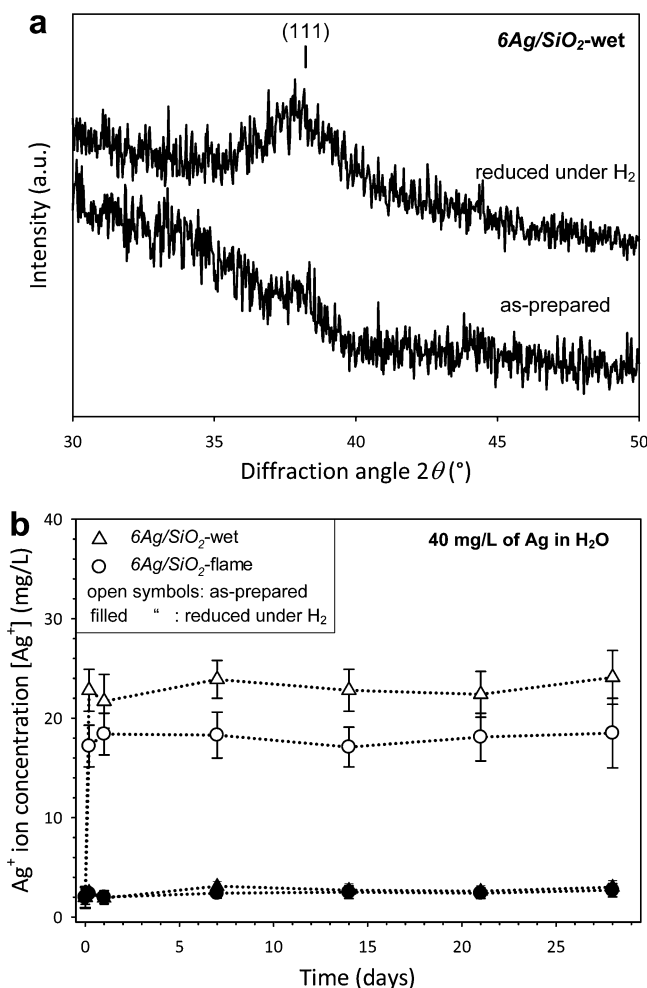 a
(111)
6Ag/SiO2-wet
reduced under H2
as-prepared
Intensity (a.u.)
30 35 40 45 50
Diffraction angle 2θ (°)
b
6Ag/SiO2-wet
6Ag/SiO2-flame
open symbols: as-prepared
filled “ : reduced under H2
40 mg/L of Ag in H2O
Ag+ ion concentration [Ag+] (mg/L)
40
30
20
10
0
0 5 10 15 20 25
Time (days)